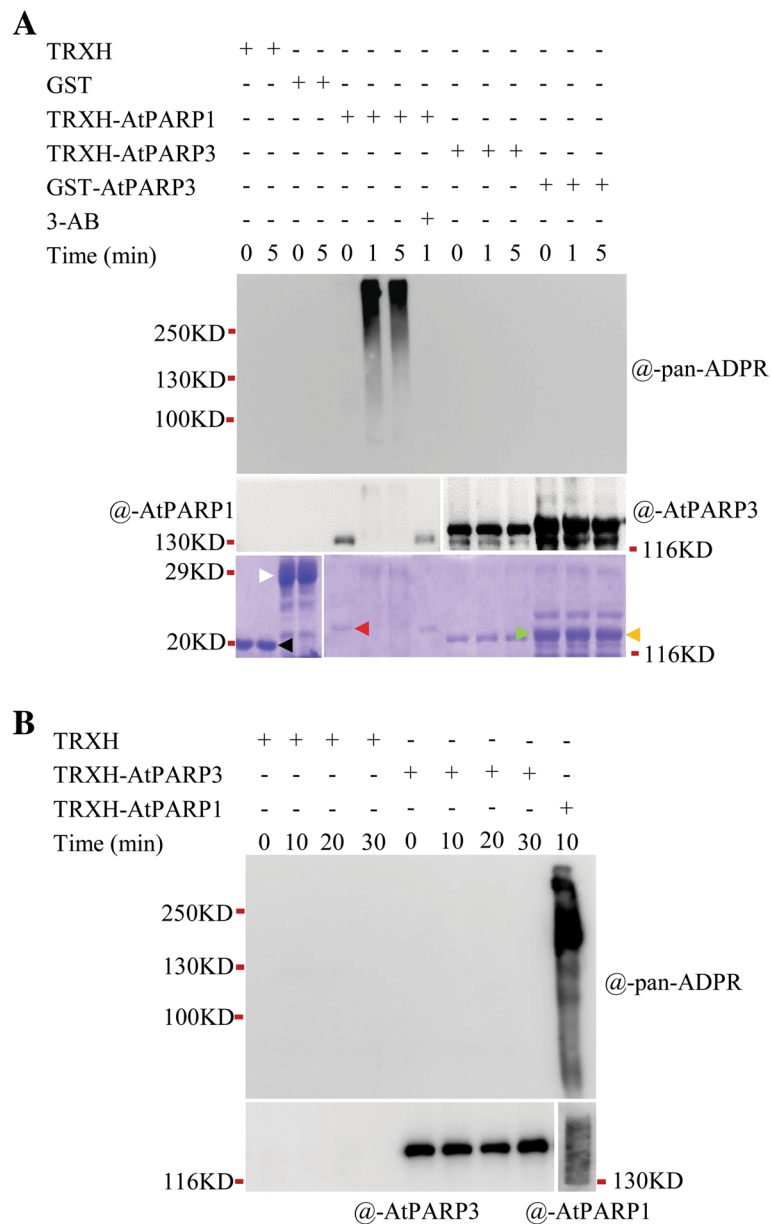 A
TRXH + + - - - - - - - - - - - -
GST - - + + - - - - - - - - - -
TRXH-AtPARP1 - - - - + + + + - - - - - -
TRXH-AtPARP3 - - - - - - - - + + + - - -
GST-AtPARP3 - - - - - - - - - - - + + +
3-AB - - - - - - - + - - - - - -
Time (min) 0 5 0 5 0 1 5 1 0 1 5 0 1 5
250KD
130KD
100KD
@-pan-ADPR
@-AtPARP1
@-AtPARP3
130KD
116KD
29KD
20KD
116KD
B
TRXH + + + + - - - - -
TRXH-AtPARP3 - - - - + + + + -
TRXH-AtPARP1 - - - - - - - - +
Time (min) 0 10 20 30 0 10 20 30 10
250KD
130KD
100KD
@-pan-ADPR
116KD
130KD
@-AtPARP3 @-AtPARP1